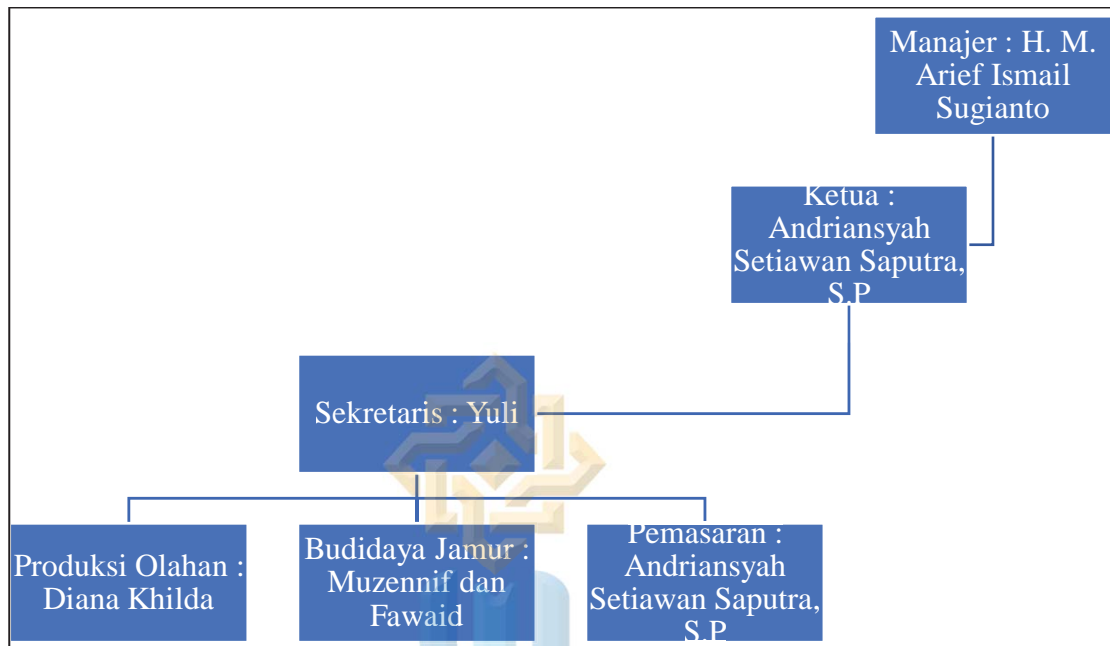 Manajer : H. M.
Arief Ismail
Sugianto
Ketua :
Andriansyah
Setiawan Saputra,
S.P
Sekretaris : Yuli
Produksi Olahan :
Diana Khilda
Budidaya Jamur :
Muzennif dan
Fawaid
Pemasaran :
Andriansyah
Setiawan Saputra,
S.P